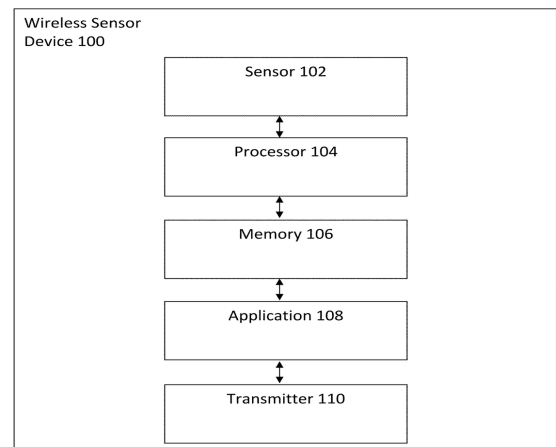 Wireless Sensor
Device 100
Sensor 102
Processor 104
Memory 106
Application 108
Transmitter 110